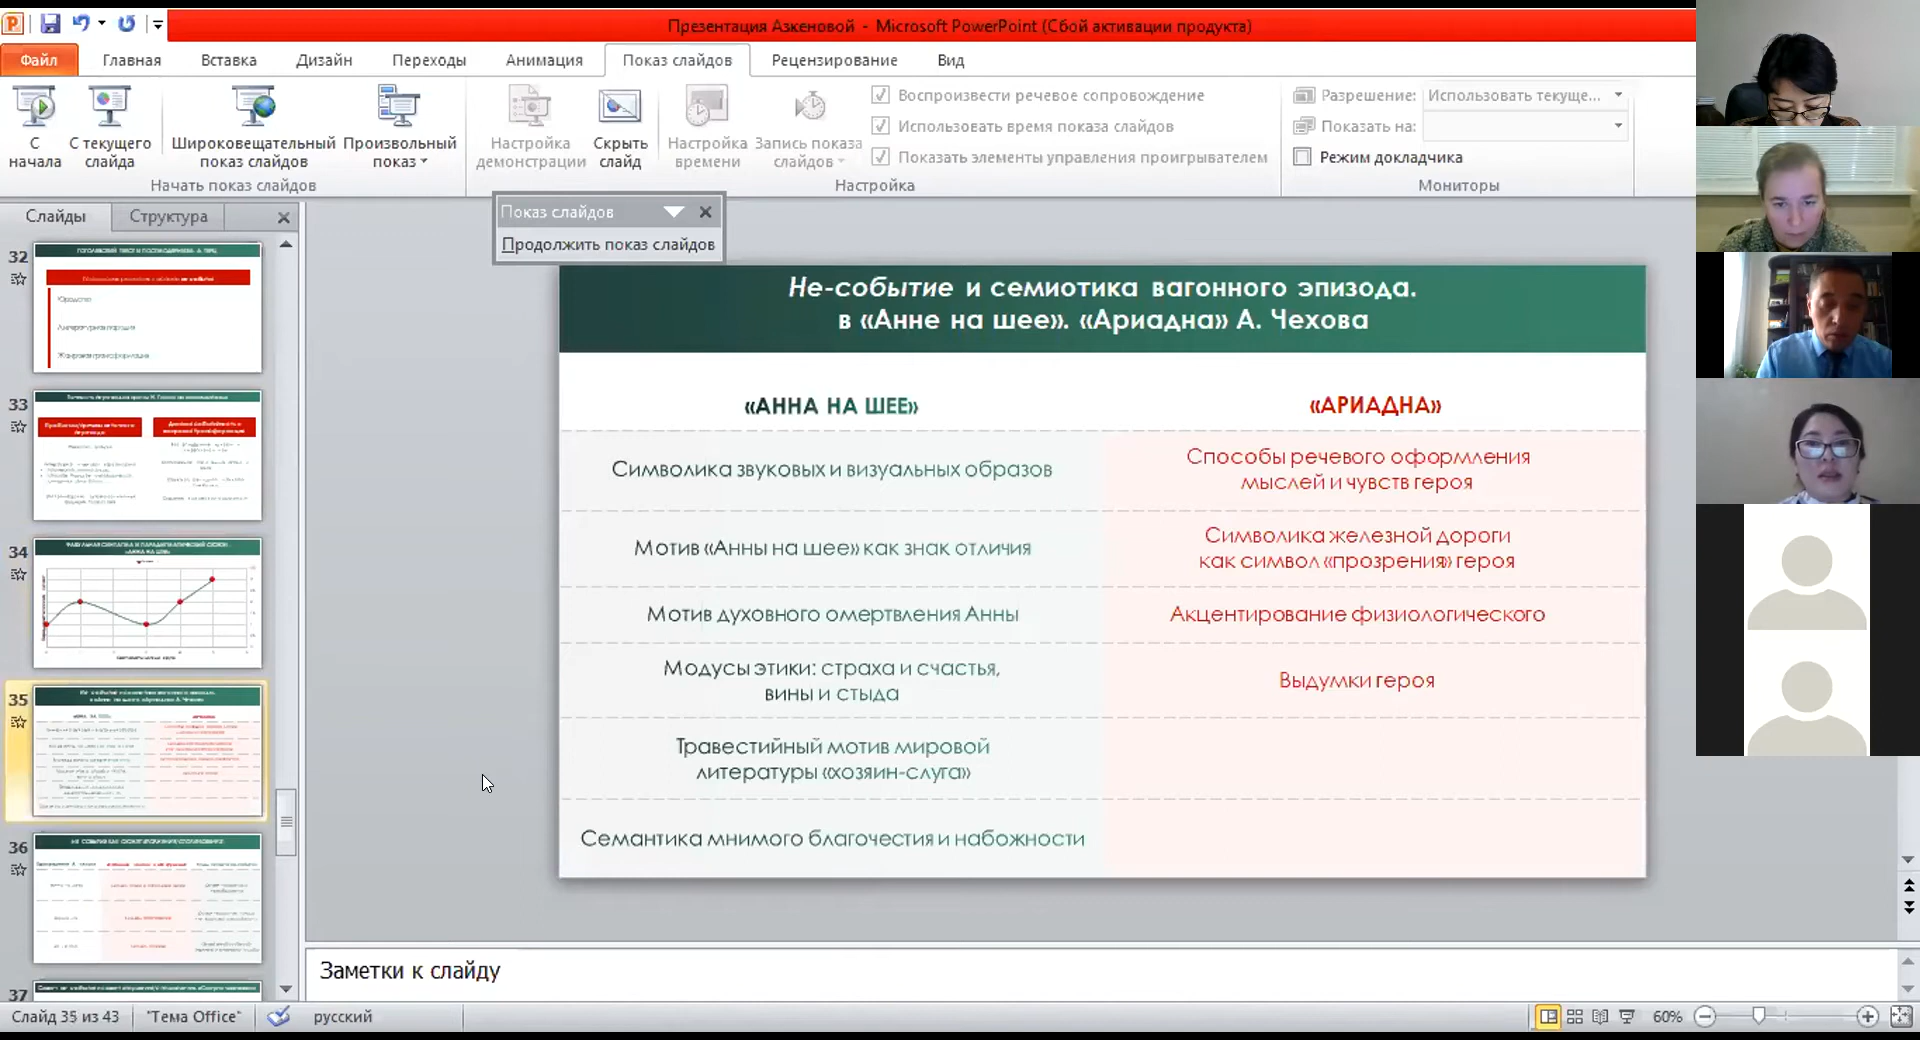 Презентация Азкеновой - Microsoft PowerPoint (Сбой активации продукта)
Файл
Главная
Вставка
Дизайн
Переходы
Анимация
Показ слайдов
Рецензирование
Вид
С начала
С текущего слайда
Широковещательный показ слайдов
Произвольный показ
Начать показ слайдов
Настройка демонстрации
Скрыть слайд
Настройка времени
Запись показа слайдов
Воспроизвести речевое сопровождение
Использовать время показа слайдов
Показать элементы управления проигрывателем
Настройка
Разрешение: Использовать текуще...
Показать на:
Режим докладчика
Мониторы
Слайды
Структура
Показ слайдов
Продолжить показ слайдов
32
33
34
35
36
37
Не-событие и семиотика вагонного эпизода.
в «Анне на шее». «Ариадна» А. Чехова
«АННА НА ШЕЕ»
«АРИАДНА»
Символика звуковых и визуальных образов
Способы речевого оформления
мыслей и чувств героя
Мотив «Анны на шее» как знак отличия
Символика железной дороги
как символ «прозрения» героя
Мотив духовного омертвления Анны
Акцентирование физиологического
Модусы этики: страха и счастья,
вины и стыда
Выдумки героя
Травестийный мотив мировой
литературы «хозяин-слуга»
Семантика мнимого благочестия и набожности
Заметки к слайду
Слайд 35 из 43
"Тема Office"
русский
60%